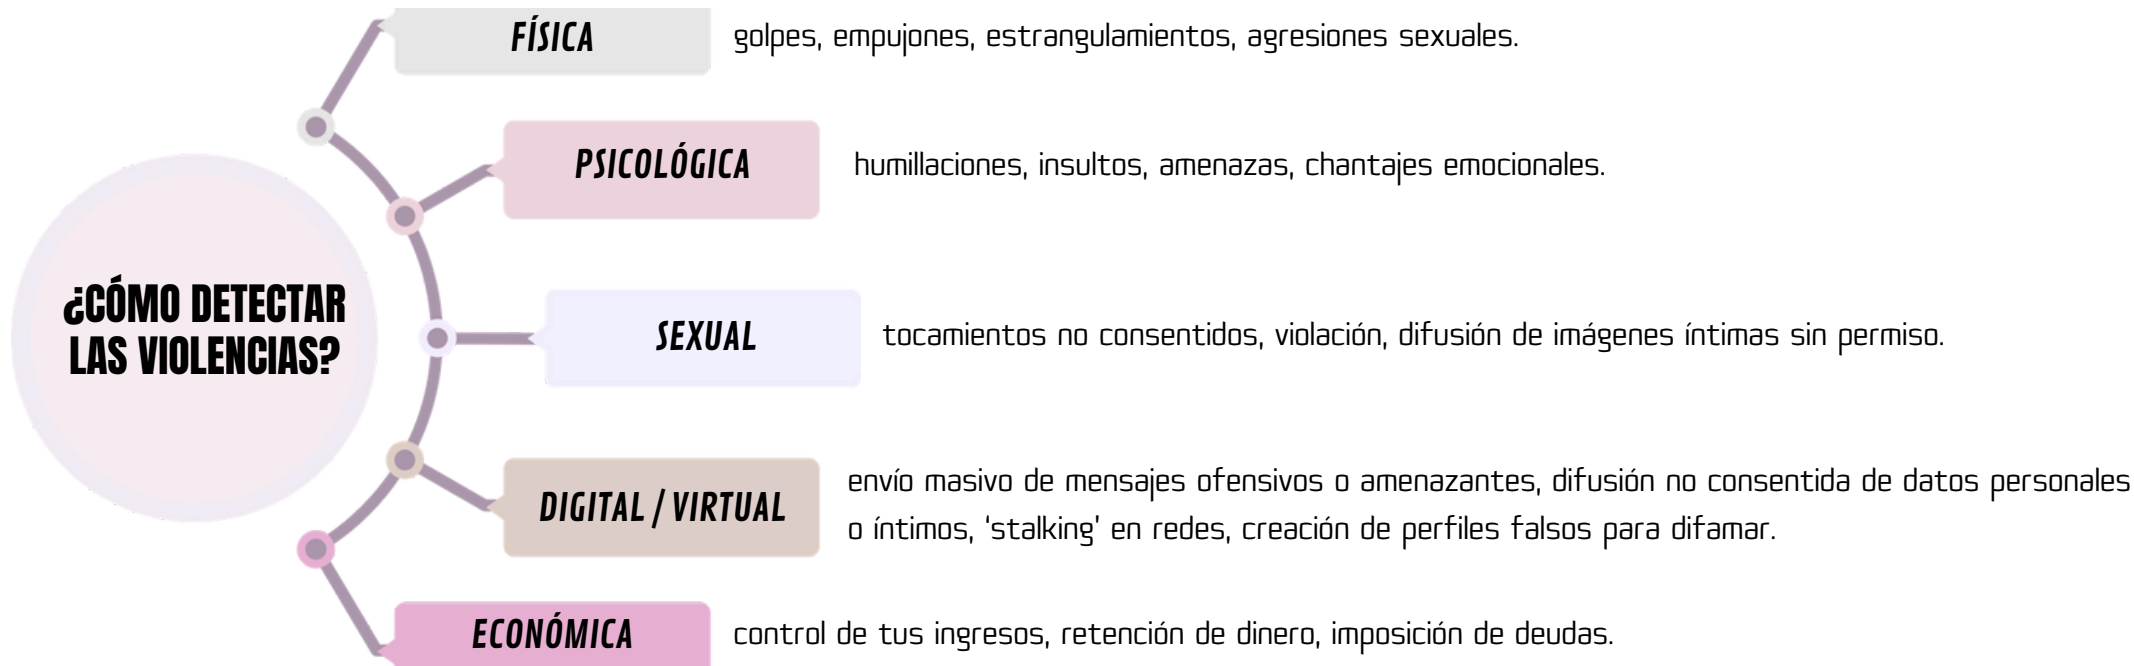 ¿CÓMO DETECTAR
LAS VIOLENCIAS?
FÍSICA
golpes, empujones, estrangulamientos, agresiones sexuales.
PSICOLÓGICA
humillaciones, insultos, amenazas, chantajes emocionales.
SEXUAL
tocamientos no consentidos, violación, difusión de imágenes íntimas sin permiso.
DIGITAL / VIRTUAL
envío masivo de mensajes ofensivos o amenazantes, difusión no consentida de datos personales
o íntimos, ‘stalking’ en redes, creación de perfiles falsos para difamar.
ECONÓMICA
control de tus ingresos, retención de dinero, imposición de deudas.